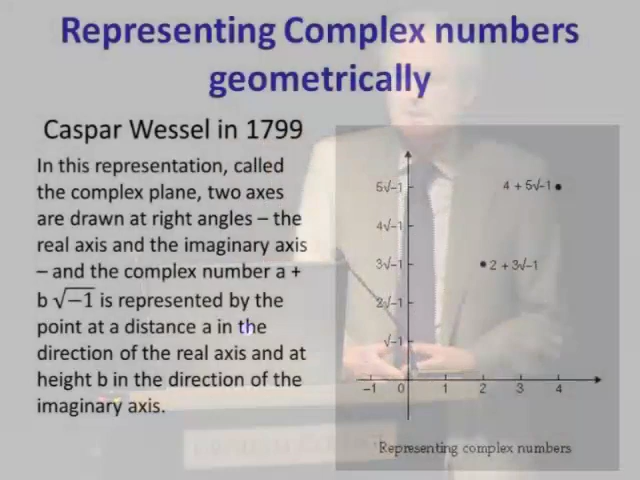 Representing Complex numbers
geometrically
Caspar Wessel in 1799
In this representation, called
the complex plane, two axes
are drawn at right angles – the
real axis and the imaginary axis
– and the complex number a +
b √−1 is represented by the
point at a distance a in the
direction of the real axis and at
height b in the direction of the
imaginary axis.
5√-1
4 + 5√-1
4√-1
3√-1
2 + 3√-1
2√-1
√-1
−1 0 1 2 3 4
Representing complex numbers